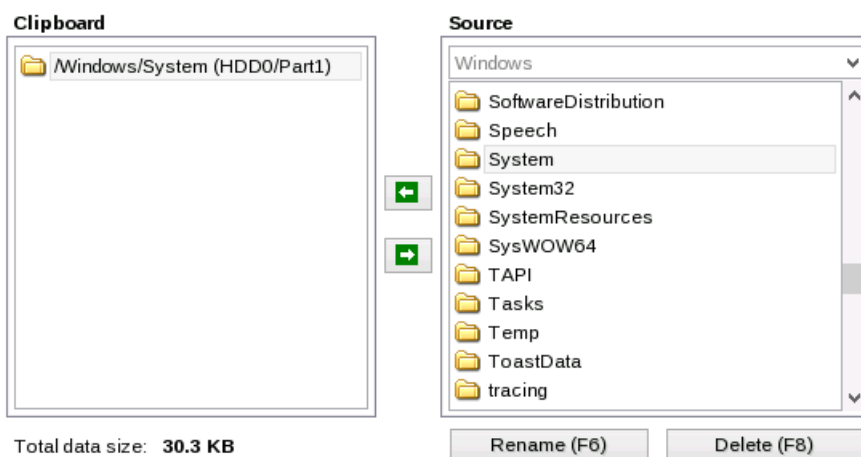 Clipboard
/Windows/System (HDD0/Part1)
Total data size: 30.3 KB
Source
Windows
SoftwareDistribution
Speech
System
System32
SystemResources
SysWOW64
TAPI
Tasks
Temp
ToastData
tracing
Rename (F6)
Delete (F8)